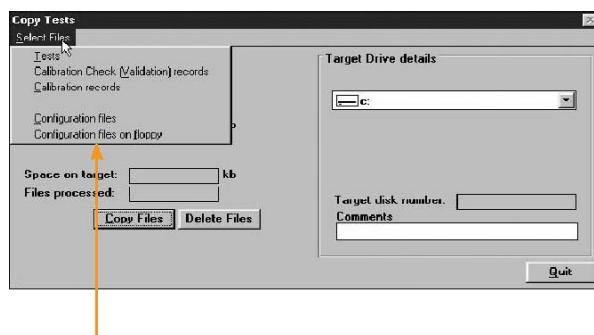 Copy Tests
Select Files
Tests
Calibration Check (Validation) records
Calibration records
Configuration files
Configuration files on floppy
Target Drive details
c:
Space on target: kb
Files processed:
Target disk number.
Copy Files Delete Files
Comments
Quit